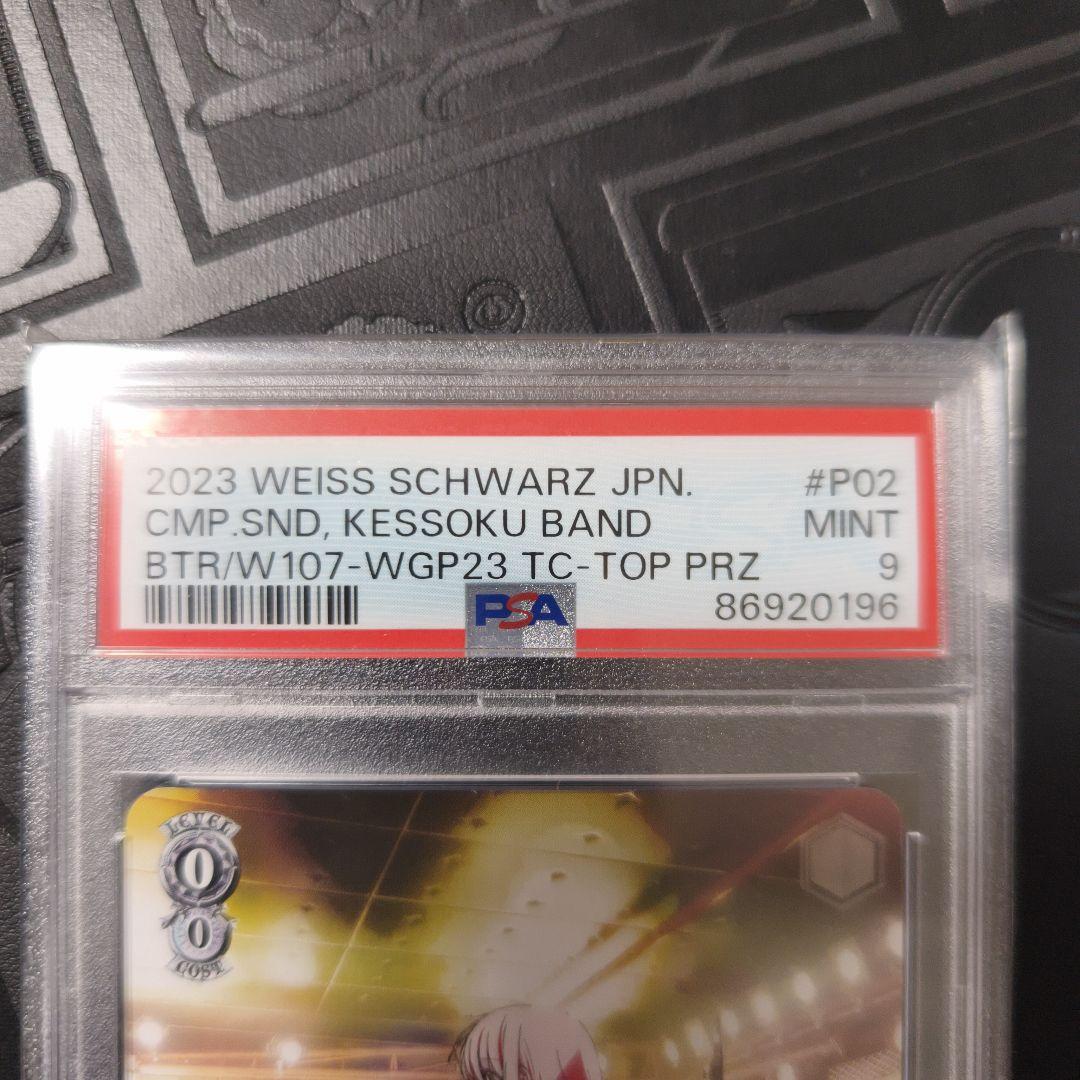 2023 WEISS SCHWARZ JPN. #P02
CMP.SND, KESSOKU BAND MINT
BTR/W107-WGP23 TC-TOP PRZ 9
PSA 86920196
LEVEL
0
0
COST